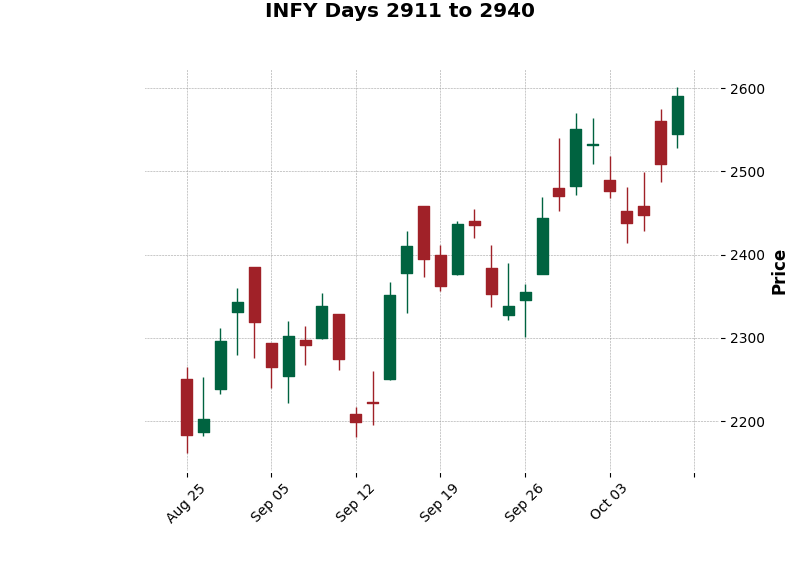 INFY Days 2911 to 2940
2600
2500
2400
2300
2200
Price
Aug 25
Sep 05
Sep 12
Sep 19
Sep 26
Oct 03